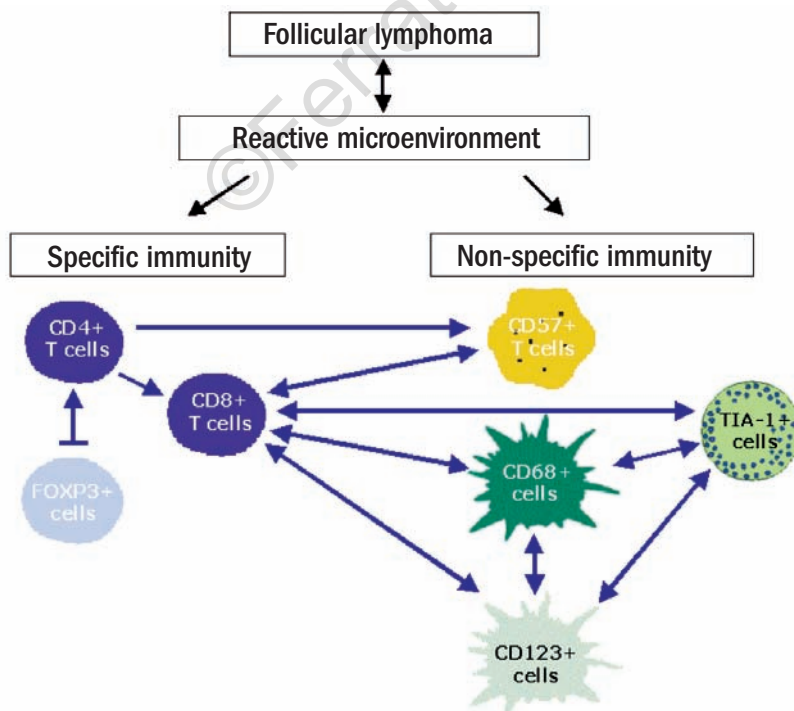 Follicular lymphoma
Reactive microenvironment
Specific immunity
Non-specific immunity
CD4+
T cells
CD57+
T cells
CD8+
T cells
TIA-1+
cells
CD68+
cells
FOXP3+
cells
CD123+
cells